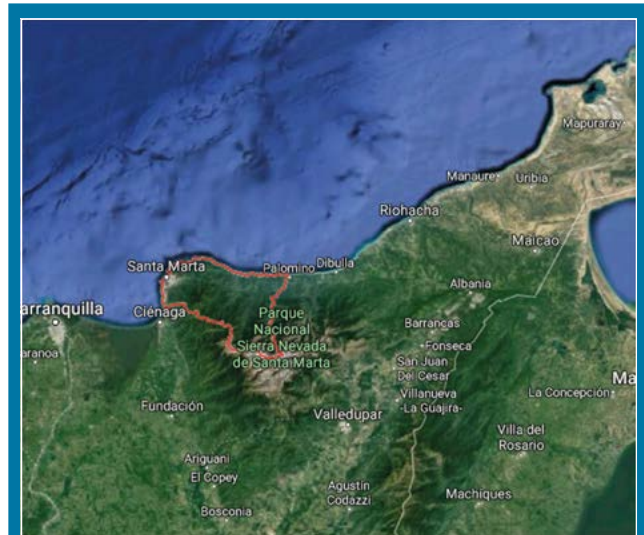 Mapuraray
Manaure
Uribia
Riohacha
Maicao
Santa Marta
Palomino
Dibulla
Albania
arranquilla
Ciénaga
Parque
Nacional
Sierra Nevada
de Santa Marta
Barrancas
Fonseca
aranoa
San Juan
Del Cesar
Ma
Villanueva
-La Guajira-
La Concepción
Fundación
Valledupar
Villa del
Rosario
Ariguaní
El Copey
Agustín
Codazzi
Machiques
Bosconia